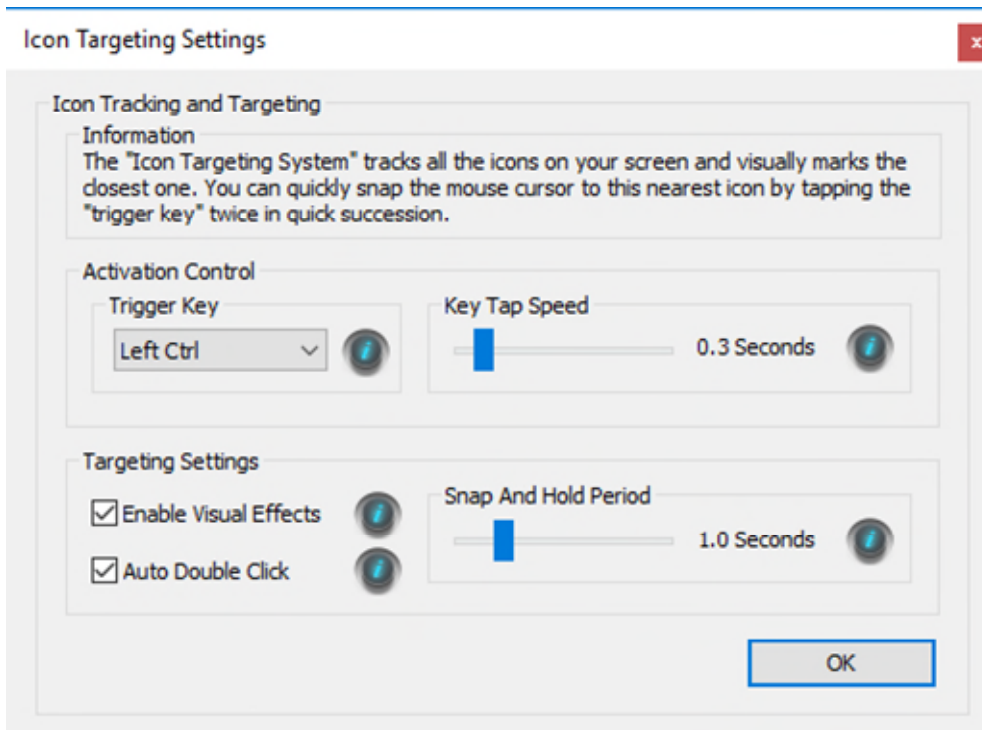 Icon Targeting Settings
x
Icon Tracking and Targeting
Information
The "Icon Targeting System" tracks all the icons on your screen and visually marks the
closest one. You can quickly snap the mouse cursor to this nearest icon by tapping the
"trigger key" twice in quick succession.
Activation Control
Trigger Key
Left Ctrl
i
Key Tap Speed
0.3 Seconds
i
Targeting Settings
Enable Visual Effects
i
Auto Double Click
i
Snap And Hold Period
1.0 Seconds
i
OK